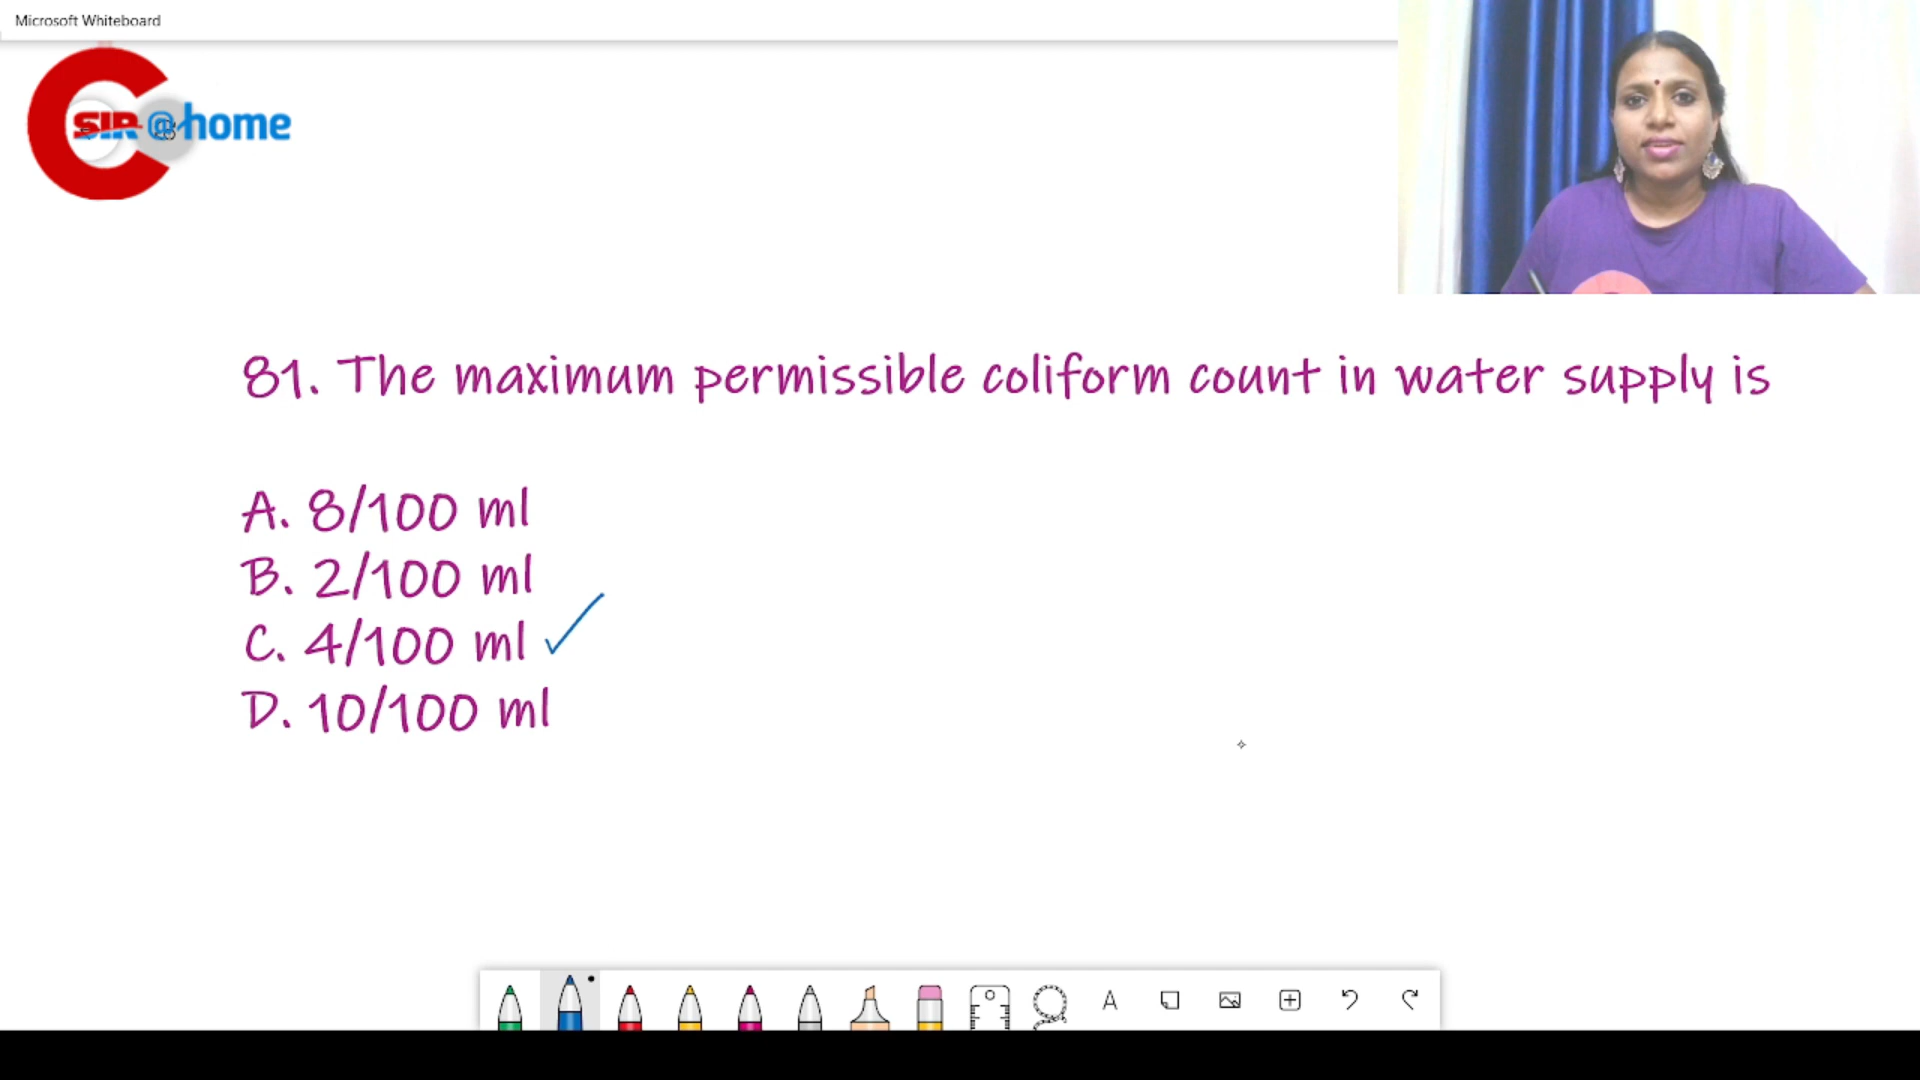 Microsoft Whiteboard
CSIR@home
81. The maximum permissible coliform count in water supply is
A. 8/100 ml
B. 2/100 ml
C. 4/100 ml
D. 10/100 ml
A